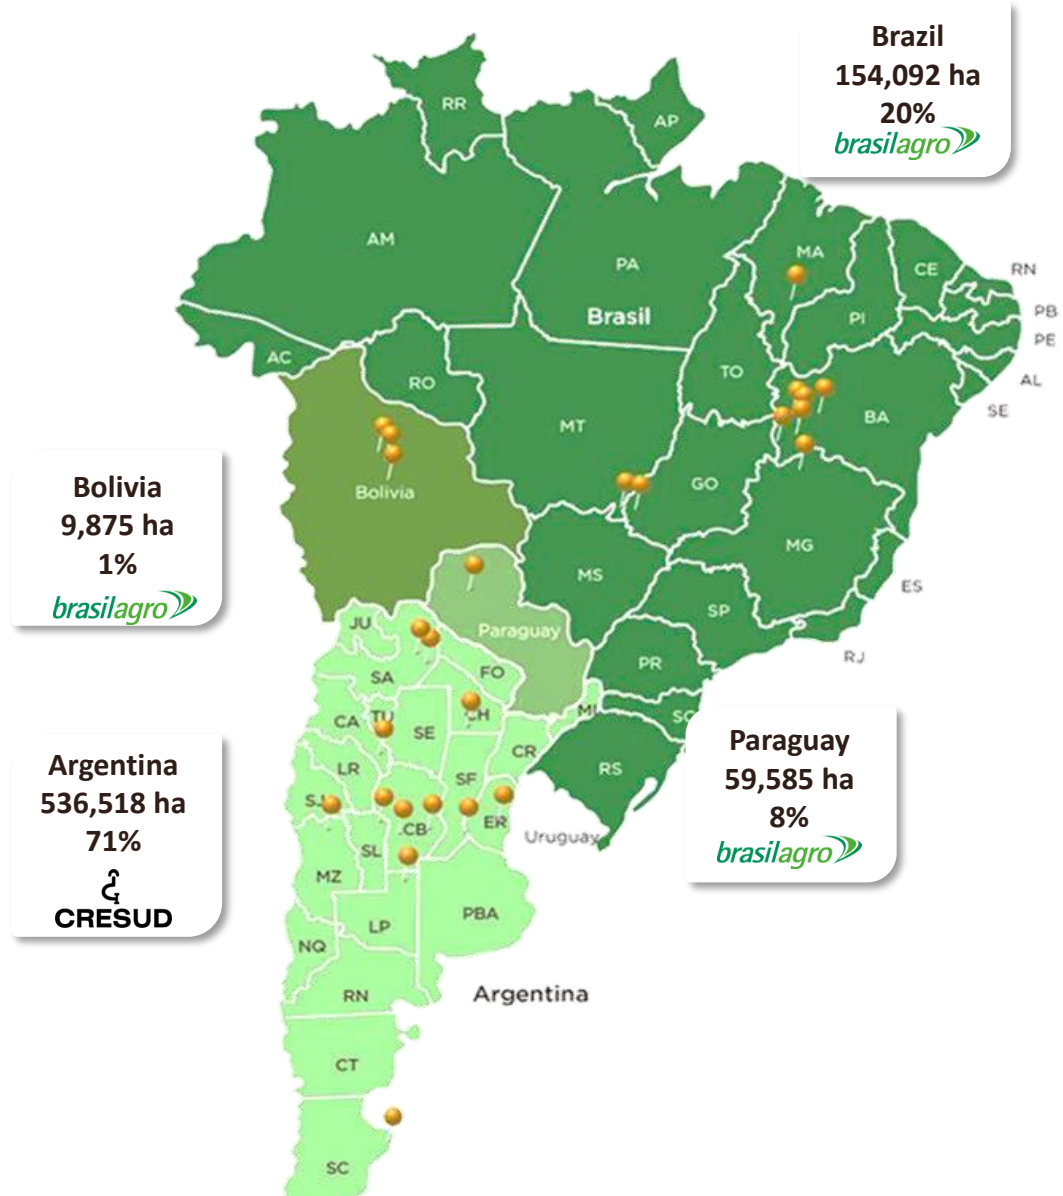 Brazil
154,092 ha
20%
brasilagro
RR
AP
AM
PA
MA
CE
RN
Brasil
PI
PB
PE
AC
RO
TO
AL
SE
MT
BA
Bolivia
9,875 ha
1%
brasilagro
Bolivia
GO
MG
MS
ES
SP
RJ
JU
Paraguay
PR
SA
FO
MI
SC
CA
TU
SE
CH
CR
LR
SF
RS
SJ
CB
ER
Uruguay
Argentina
536,518 ha
71%
CRESUD
Paraguay
59,585 ha
8%
brasilagro
SL
MZ
LP
PBA
NQ
RN
Argentina
CT
SC